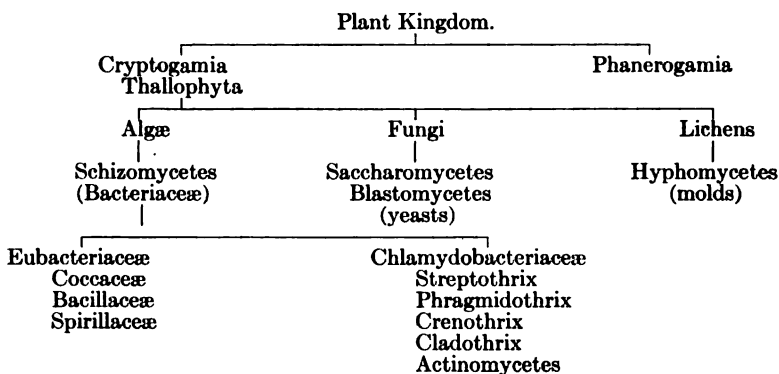 Plant Kingdom.
Cryptogamia Phanerogamia
Thallophyta
Algæ Fungi Lichens
Schizomycetes Saccharomycetes Hyphomycetes
(Bacteriaceæ) Blastomycetes (molds)
(yeasts)
Eubacteriaceæ Chlamydobacteriaceæ
Coccaceæ Streptothrix
Bacillaceæ Phragmidothrix
Spirillaceæ Crenothrix
Cladothrix
Actinomycetes